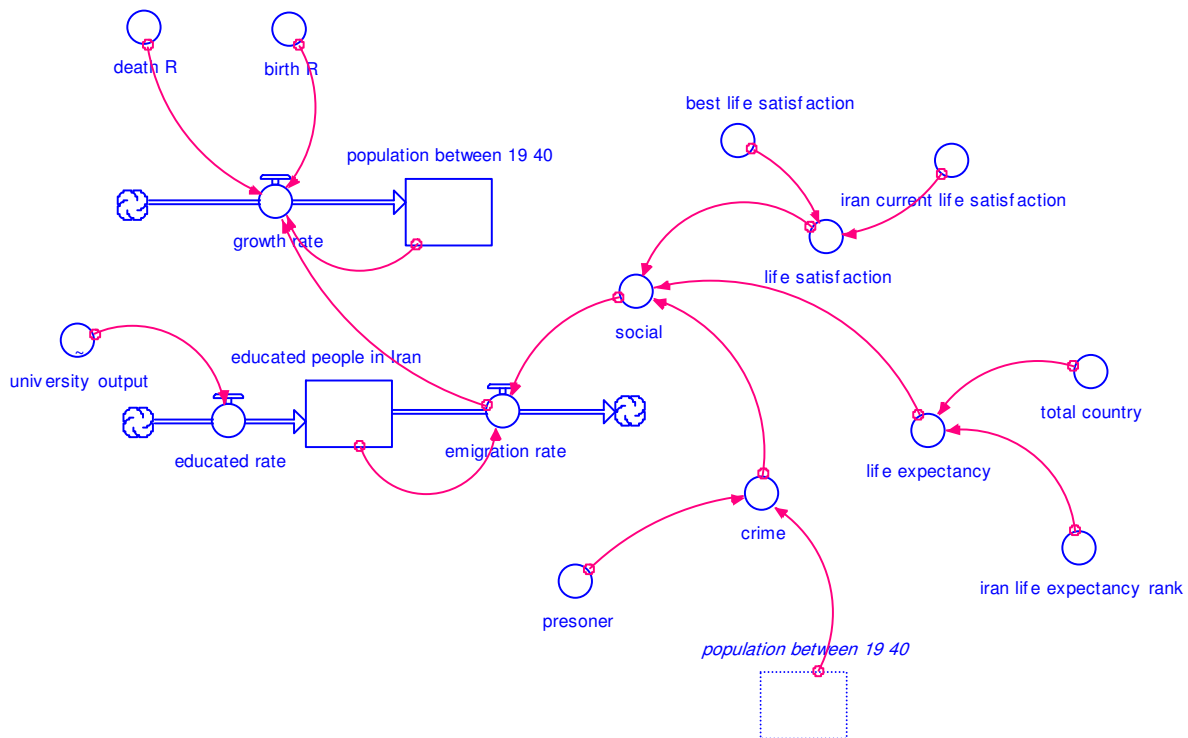 death R
birth R
best life satisfaction
population between 19 40
iran current life satisfaction
growth rate
life satisfaction
social
educated people in Iran
university output
total country
emigration rate
educated rate
life expectancy
crime
iran life expectancy rank
presoner
population between 19 40
~